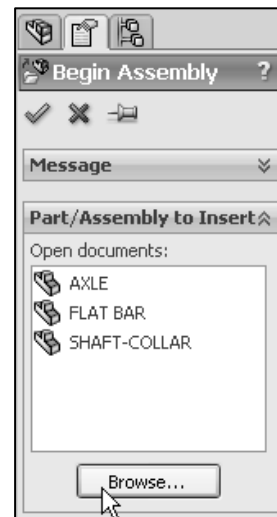 Begin Assembly ?
Message
Part/Assembly to Insert
Open documents:
AXLE
FLAT BAR
SHAFT-COLLAR
Browse...